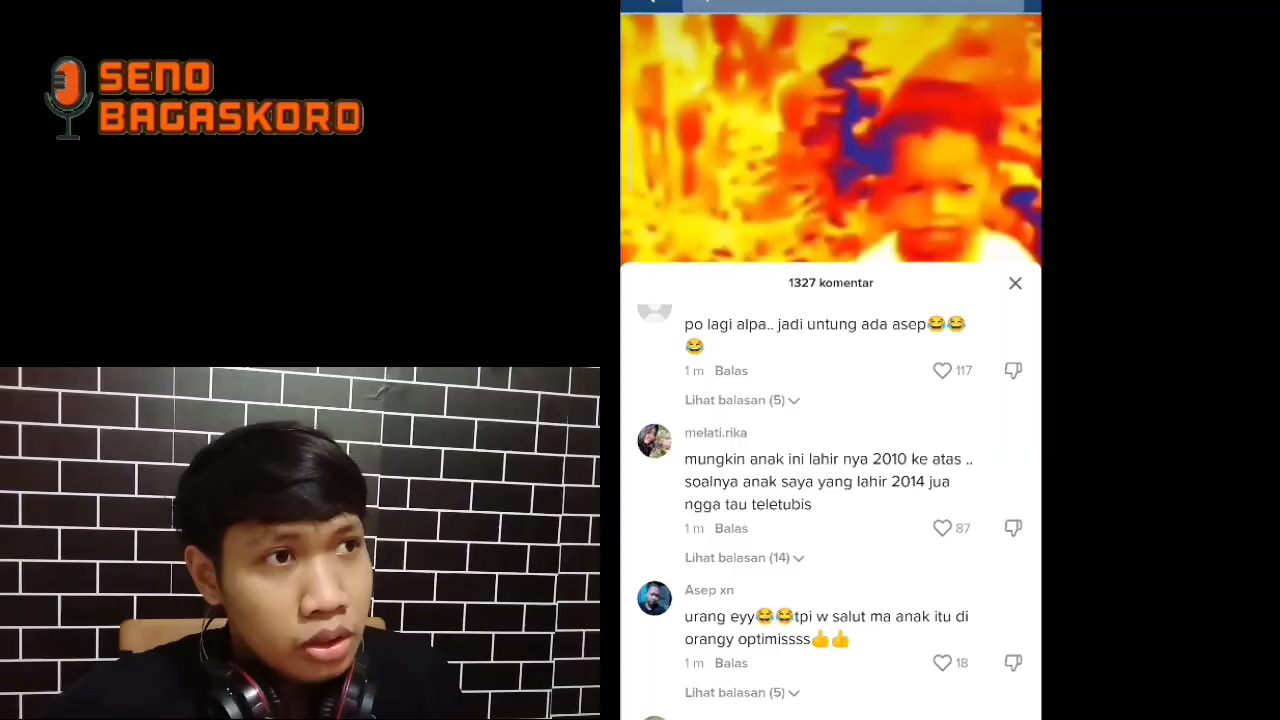 SENO
BAGASKORO
1327 komentar
po lagi alpa.. jadi untung ada asep😂😂
😂
1 m Balas 117
Lihat balasan (5)
melati.rika
mungkin anak ini lahir nya 2010 ke atas ..
soalnya anak saya yang lahir 2014 jua
ngga tau teletubis
1 m Balas 87
Lihat balasan (14)
Asep xn
urang eyy😂😂tpi w salut ma anak itu di
orangy optimissss👍👍
1 m Balas 18
Lihat balasan (5)